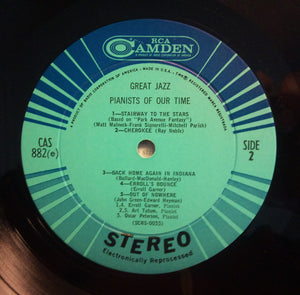 RCA
CAMDEN
GREAT JAZZ
PIANISTS OF OUR TIME
1—STAIRWAY TO THE STARS
(Based on "Park Avenue Fantasy")
(Matt Malneck-Frank Signorelli-Mitchell Parish)
2—CHEROKEE (Ray Noble)
CAS
882(e)
SIDE
2
3—BACK HOME AGAIN IN INDIANA
(Ballard-MacDonald-Hanley)
4—ERROLL'S BOUNCE
(Erroll Garner)
5—OUT OF NOWHERE
(John Green-Edward Heyman)
1,4. Erroll Garner, Pianist
2,5. Art Tatum, Pianist
3. Oscar Peterson, Pianist
(SERS-0055)
STEREO
Electronically Reprocessed